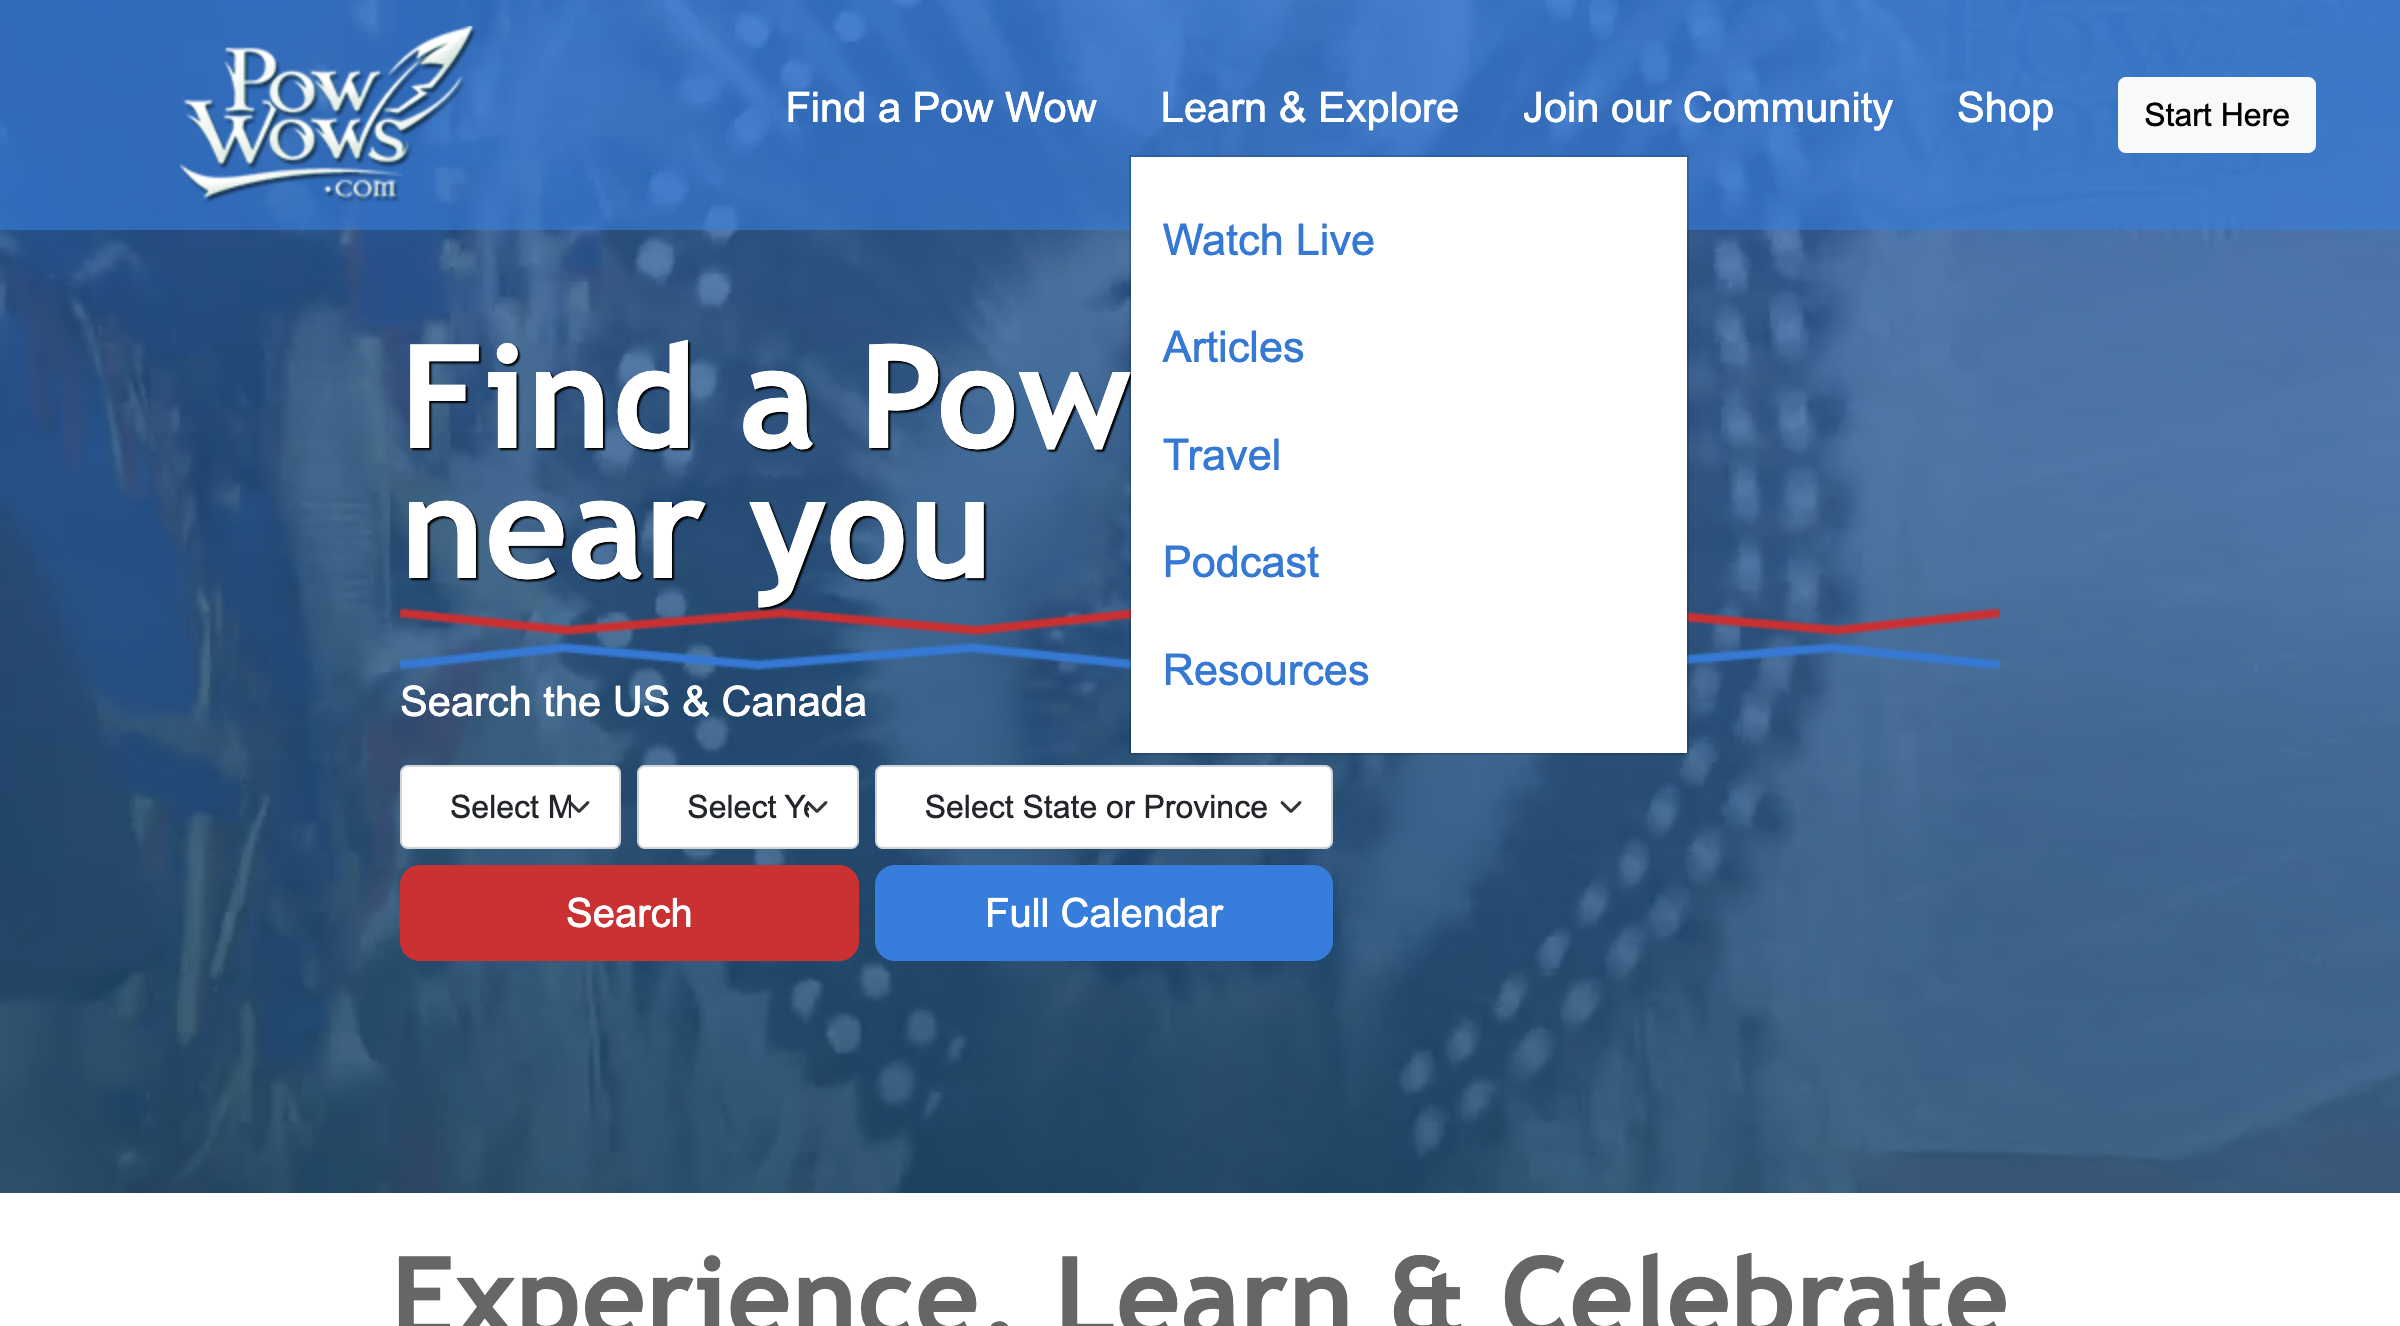 Pow
Wows
.com
Find a Pow Wow
Learn & Explore
Join our Community
Shop
Start Here
Watch Live
Articles
Travel
Podcast
Resources
Find a Pow
near you
Search the US & Canada
Select M
Select Ye
Select State or Province
Search
Full Calendar
Experience, Learn & Celebrate